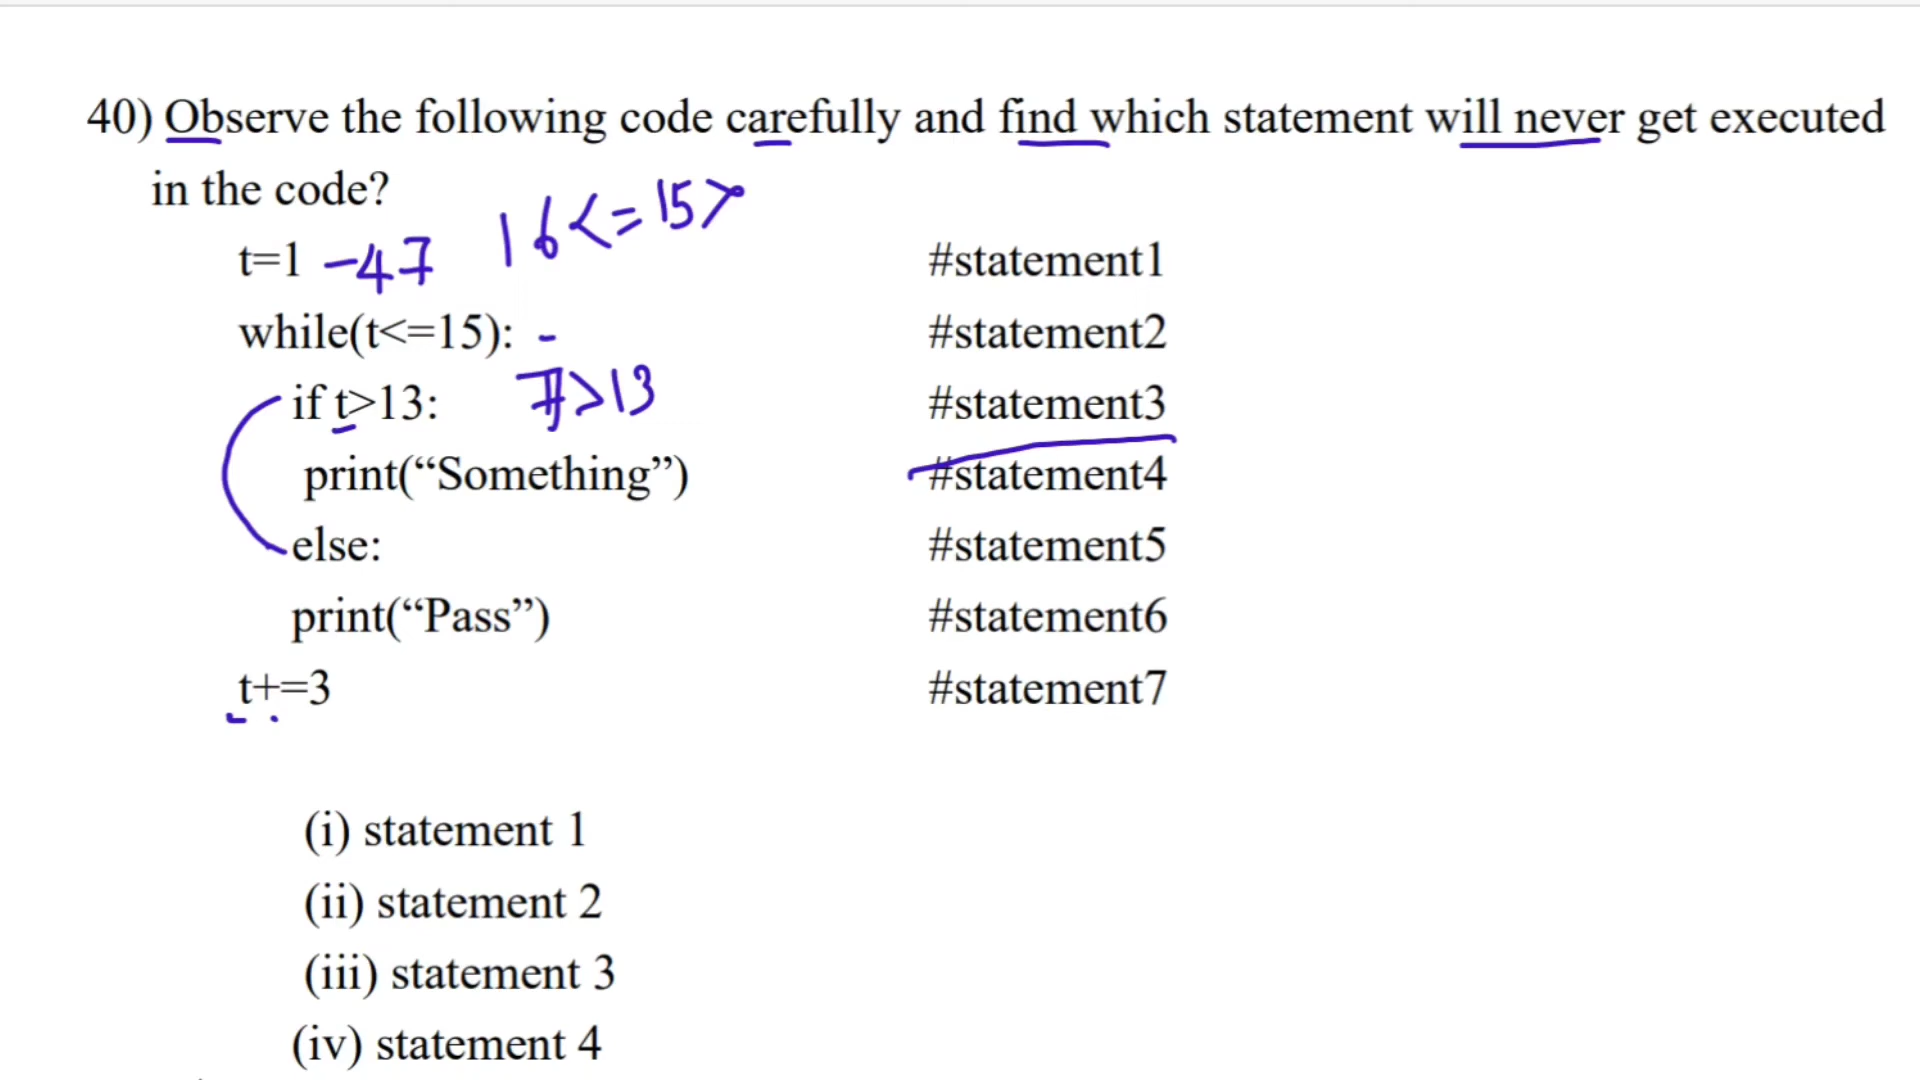 40) Observe the following code carefully and find which statement will never get executed
in the code?
16<=15>
t=1 -47 #statement1
while(t<=15): - #statement2
if t>13: 7>13 #statement3
print(“Something”) #statement4
else: #statement5
print(“Pass”) #statement6
t+=3 #statement7
(i) statement 1
(ii) statement 2
(iii) statement 3
(iv) statement 4